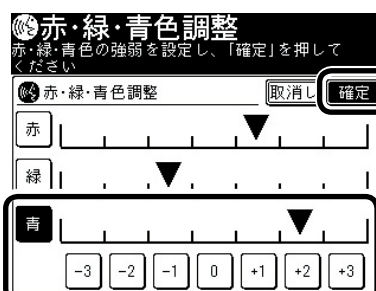 赤・緑・青色調整
赤・緑・青色の強弱を設定し、「確定」を押して
ください
赤・緑・青色調整 取消し 確定
赤
緑
青
-3 -2 -1 0 +1 +2 +3